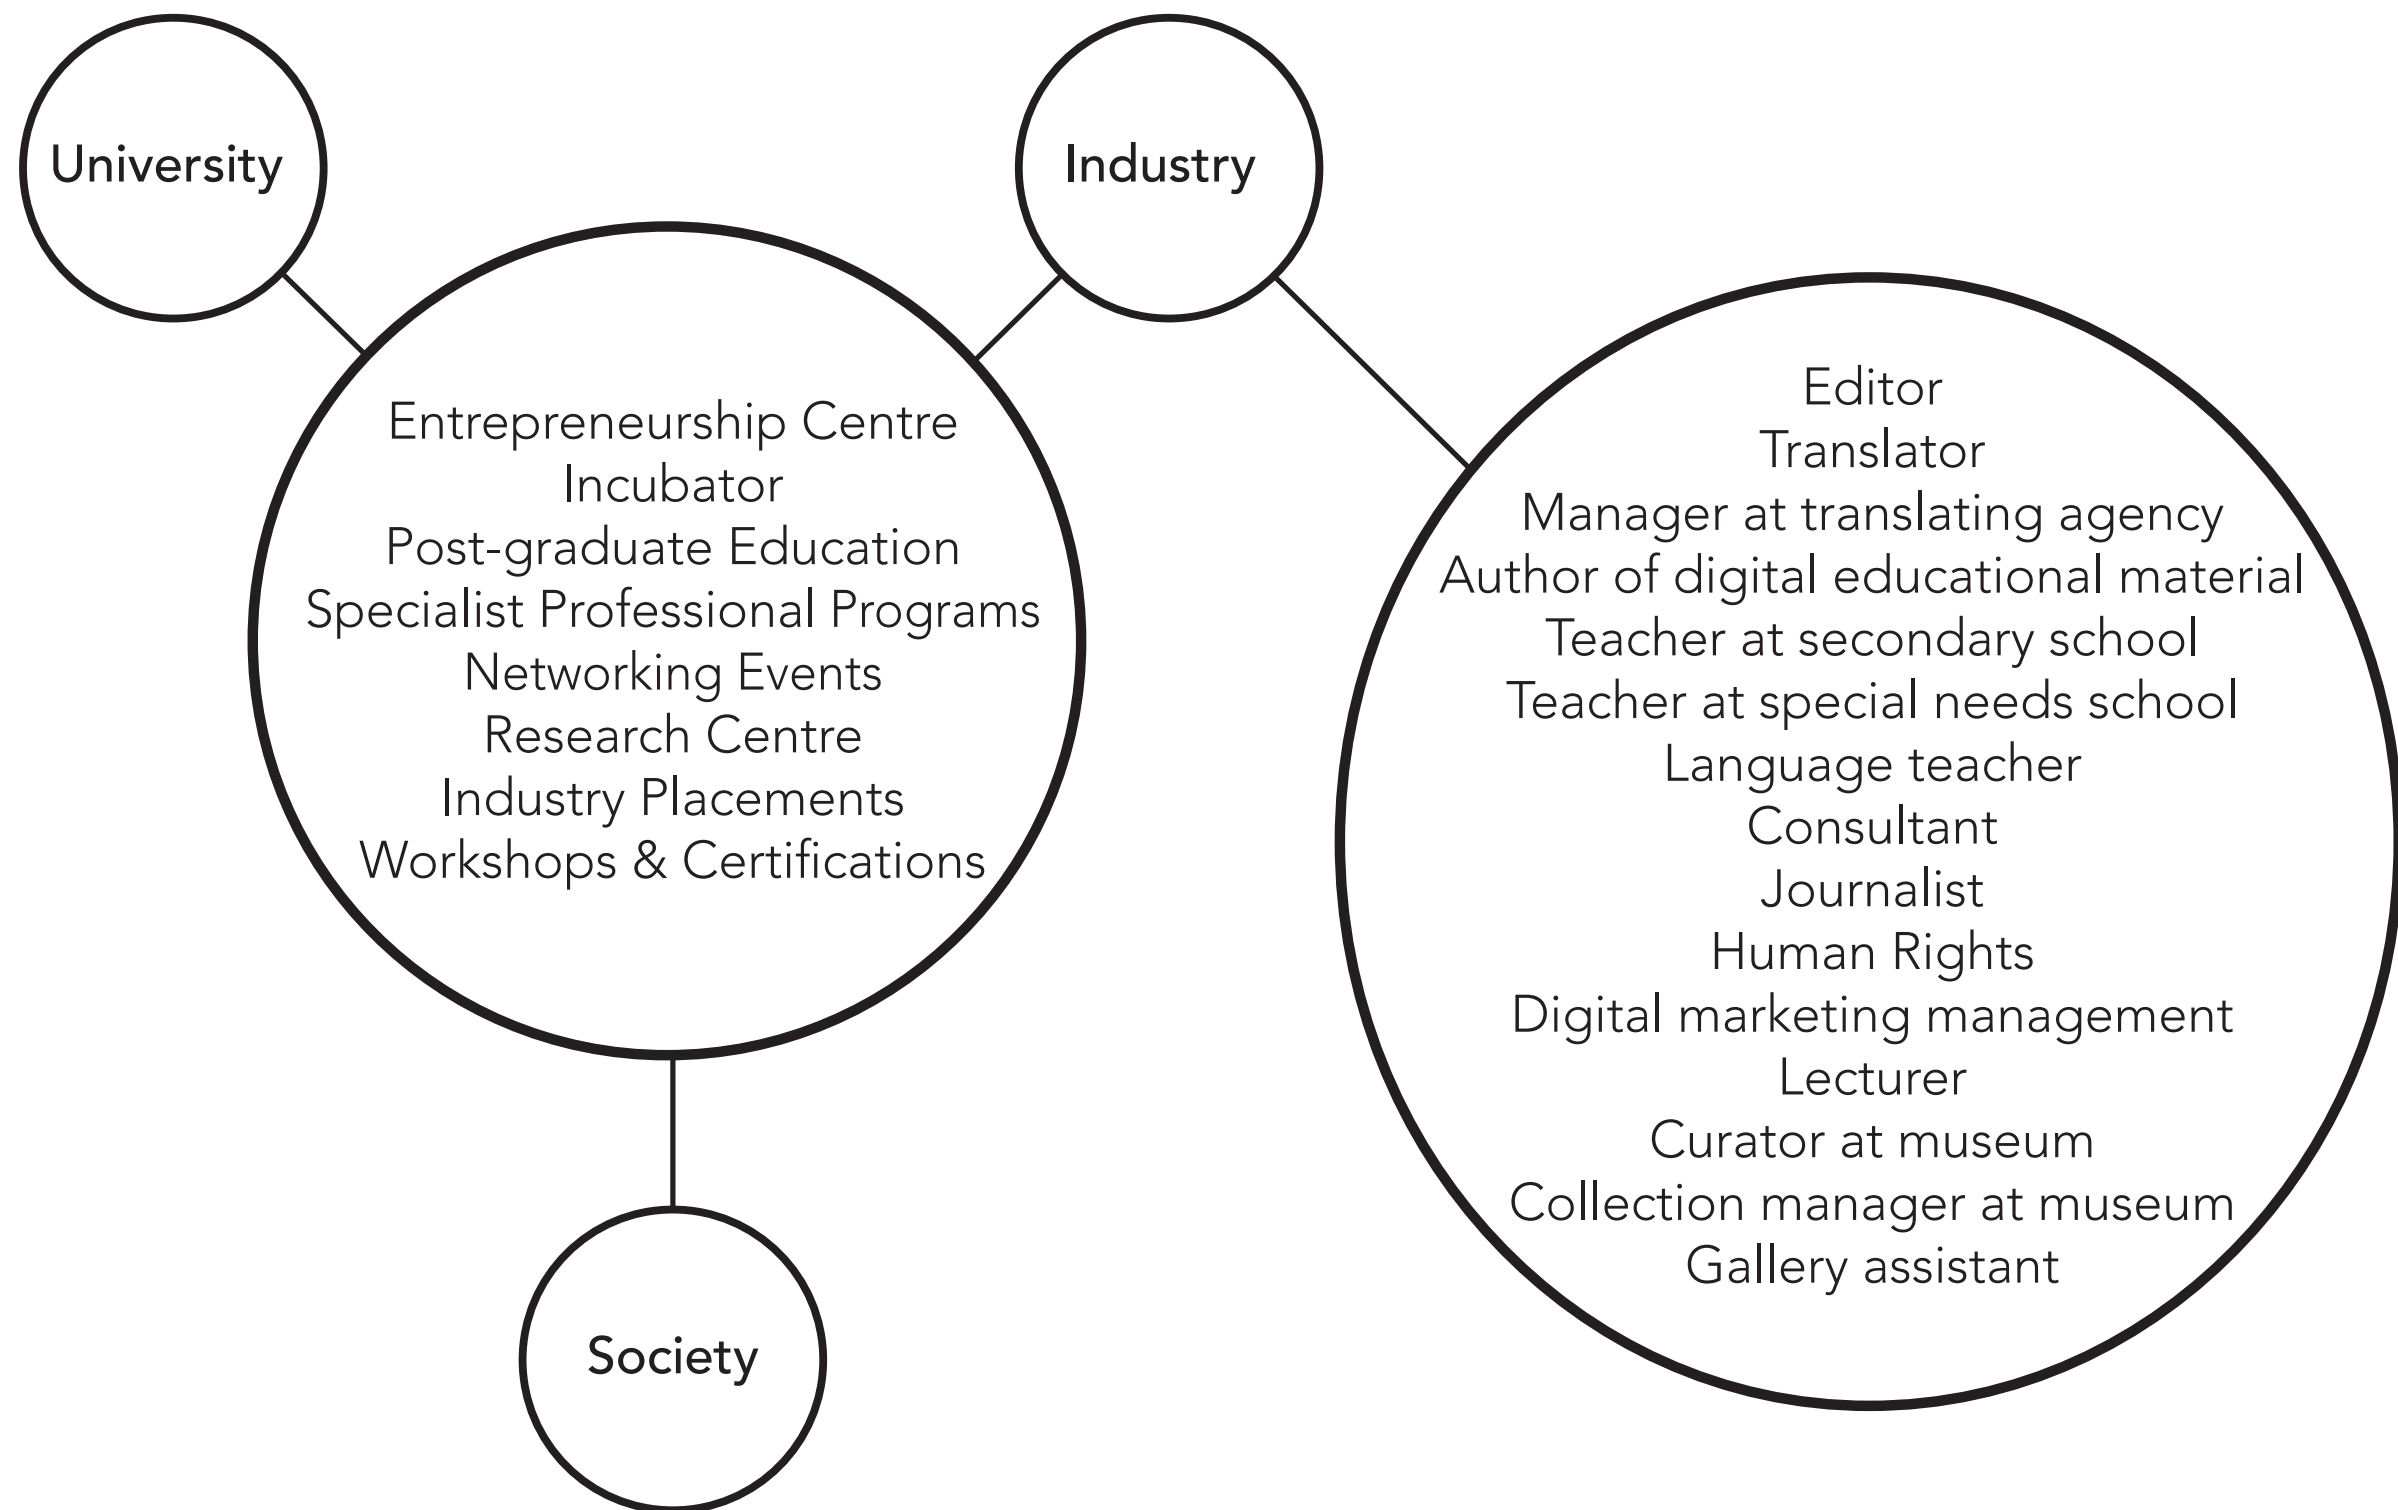 University
Industry
Entrepreneurship Centre
Incubator
Post-graduate Education
Specialist Professional Programs
Networking Events
Research Centre
Industry Placements
Workshops & Certifications
Editor
Translator
Manager at translating agency
Author of digital educational material
Teacher at secondary school
Teacher at special needs school
Language teacher
Consultant
Journalist
Human Rights
Digital marketing management
Lecturer
Curator at museum
Collection manager at museum
Gallery assistant
Society